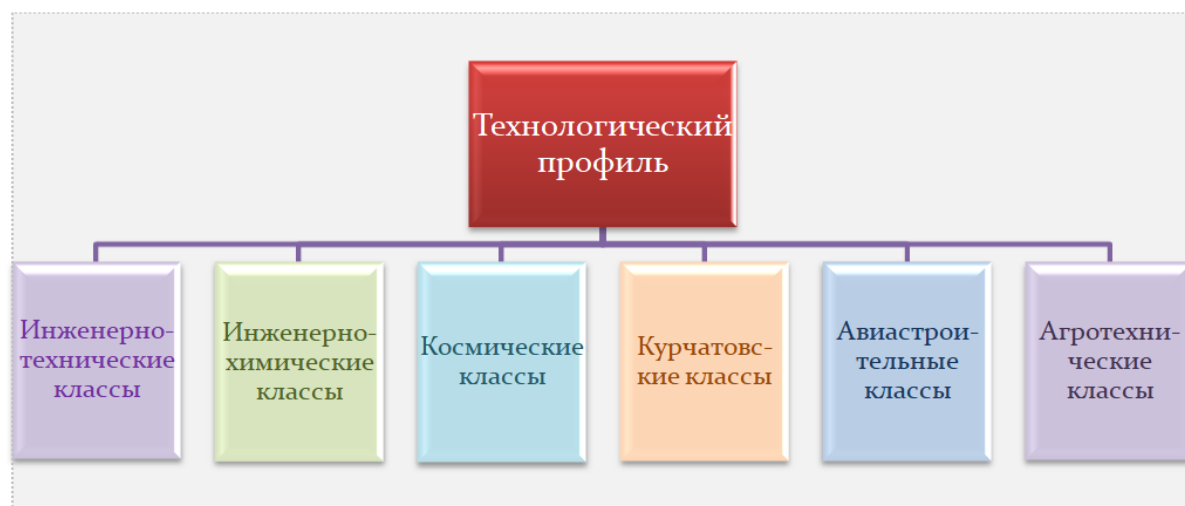 Технологический
профиль
Инженерно-
технические
классы
Инженерно-
химические
классы
Космические
классы
Курчатовс-
кие классы
Авиастрои-
тельные
классы
Агротехни-
ческие
классы